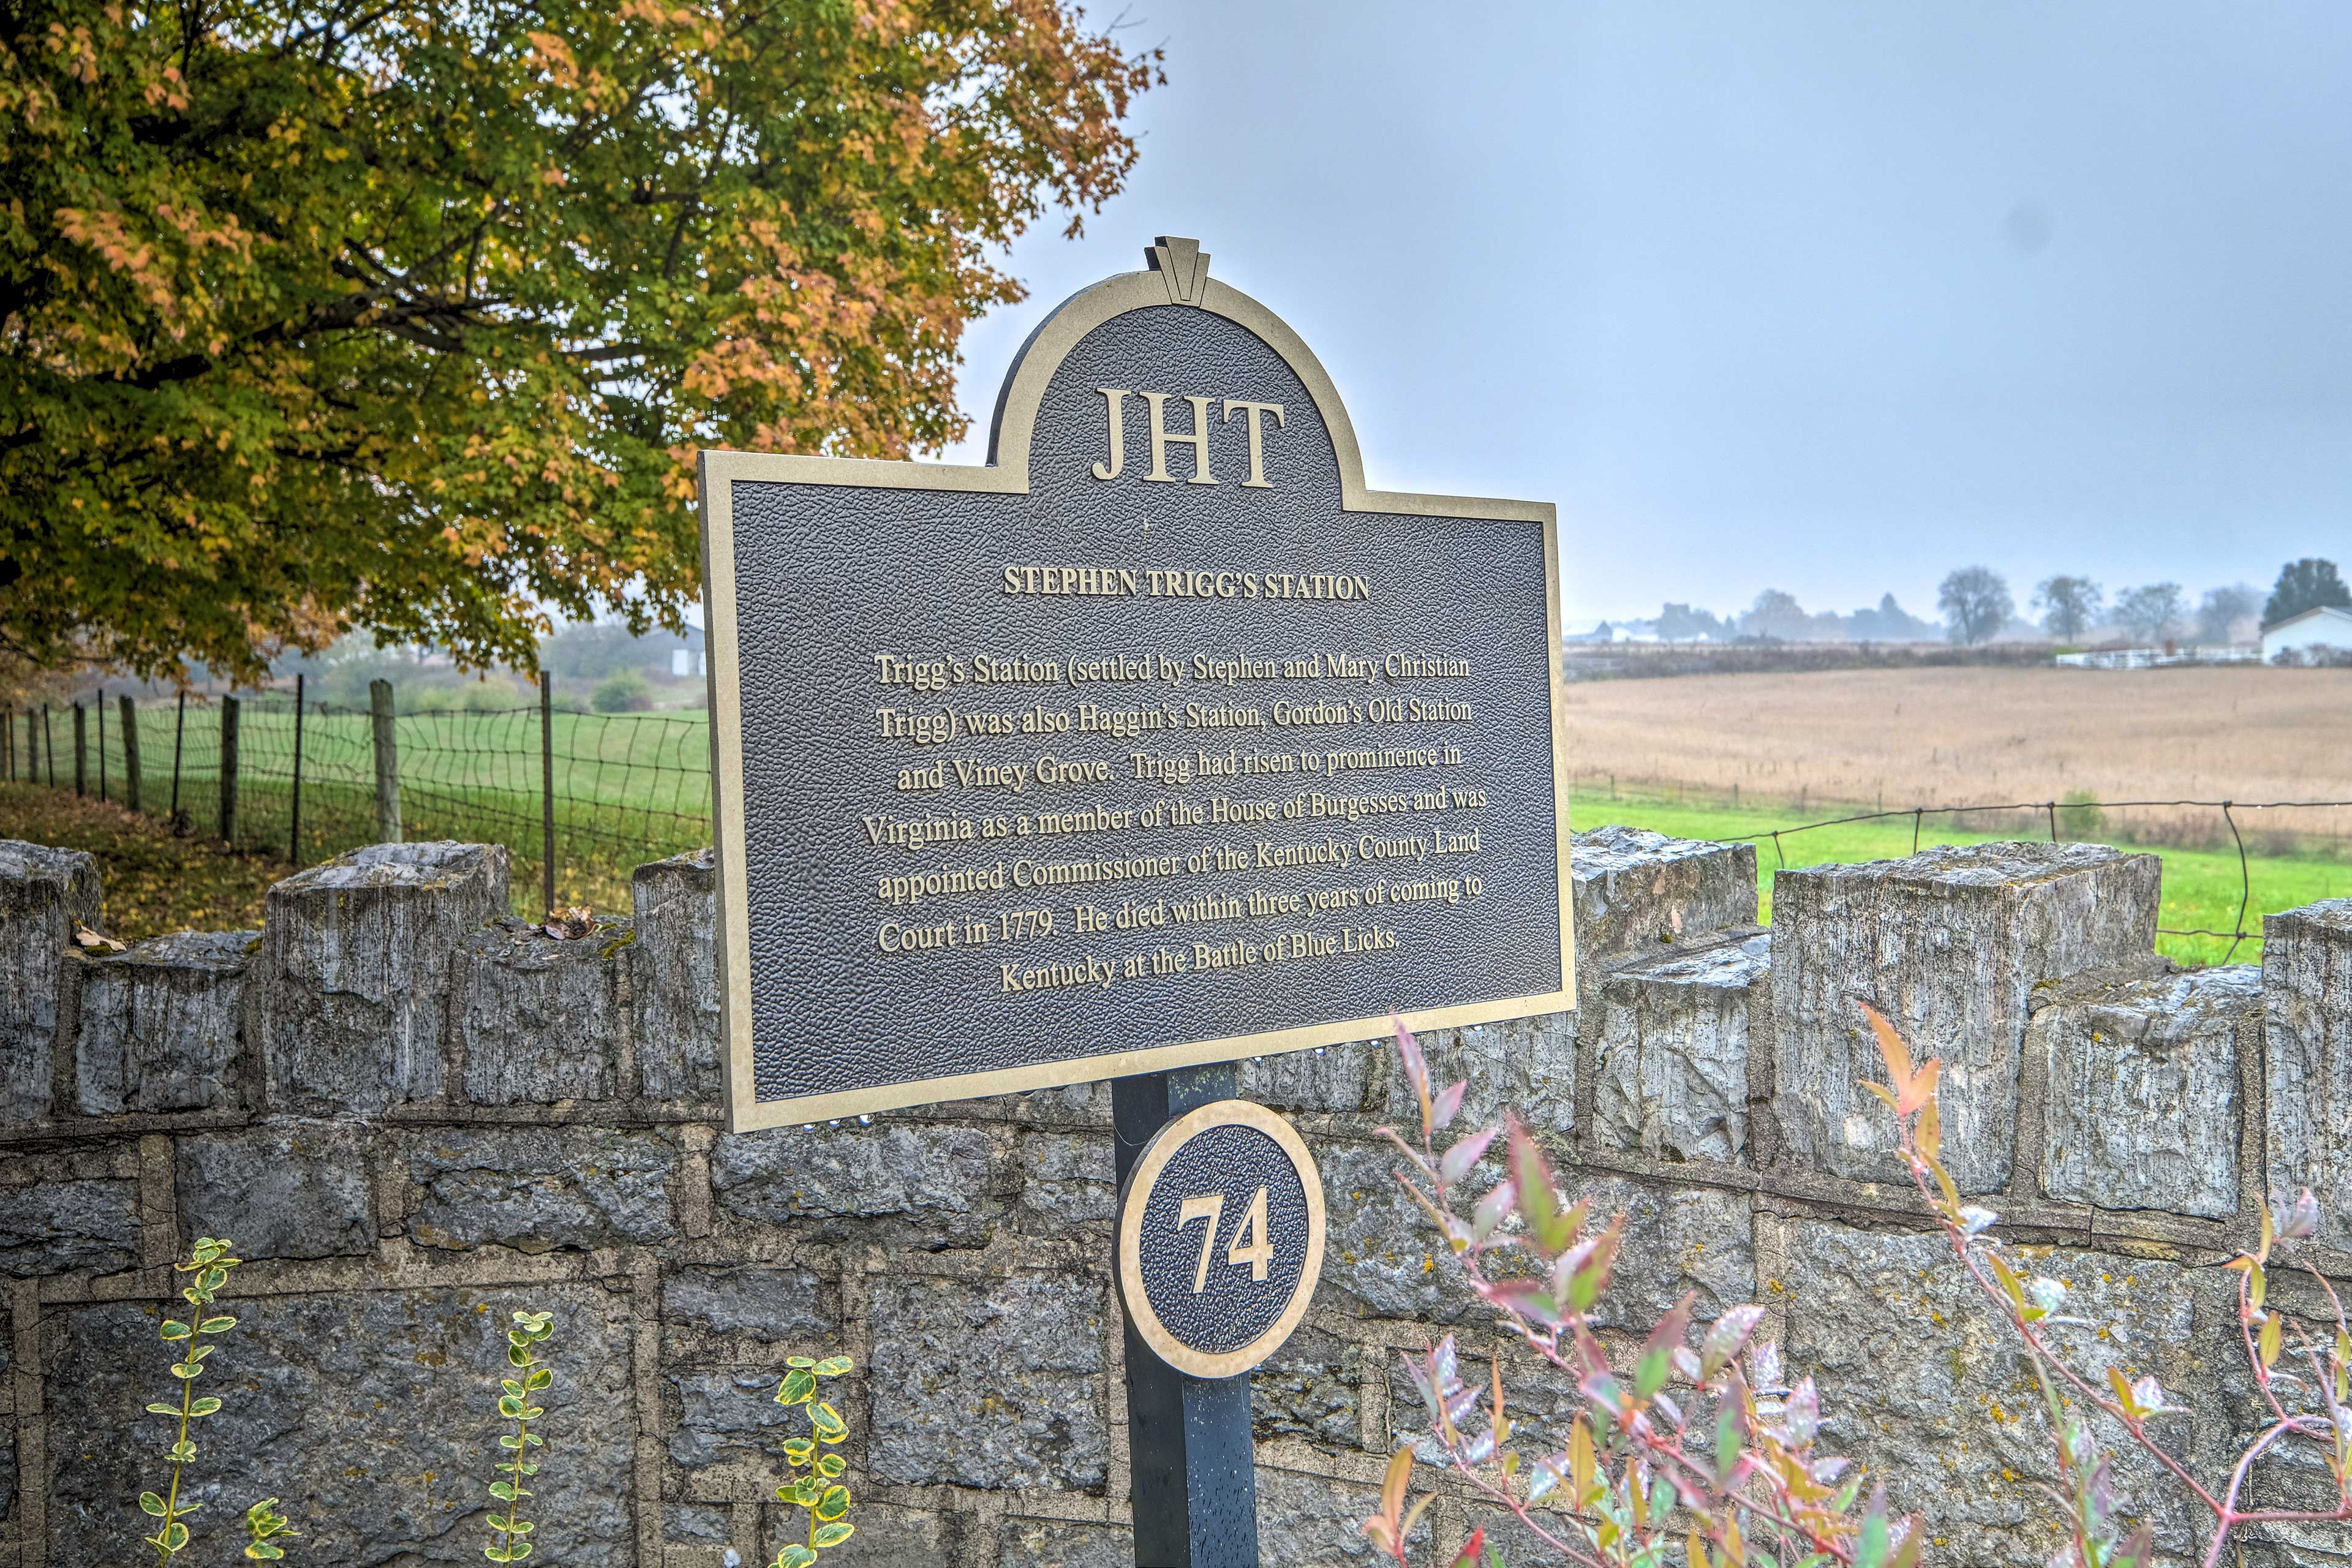 JHT
STEPHEN TRIGG'S STATION
Trigg's Station (settled by Stephen and Mary Christian
Trigg) was also Haggin's Station, Gordon's Old Station
and Viney Grove. Trigg had risen to prominence in
Virginia as a member of the House of Burgesses and was
appointed Commissioner of the Kentucky County Land
Court in 1779. He died within three years of coming to
Kentucky at the Battle of Blue Licks.
74